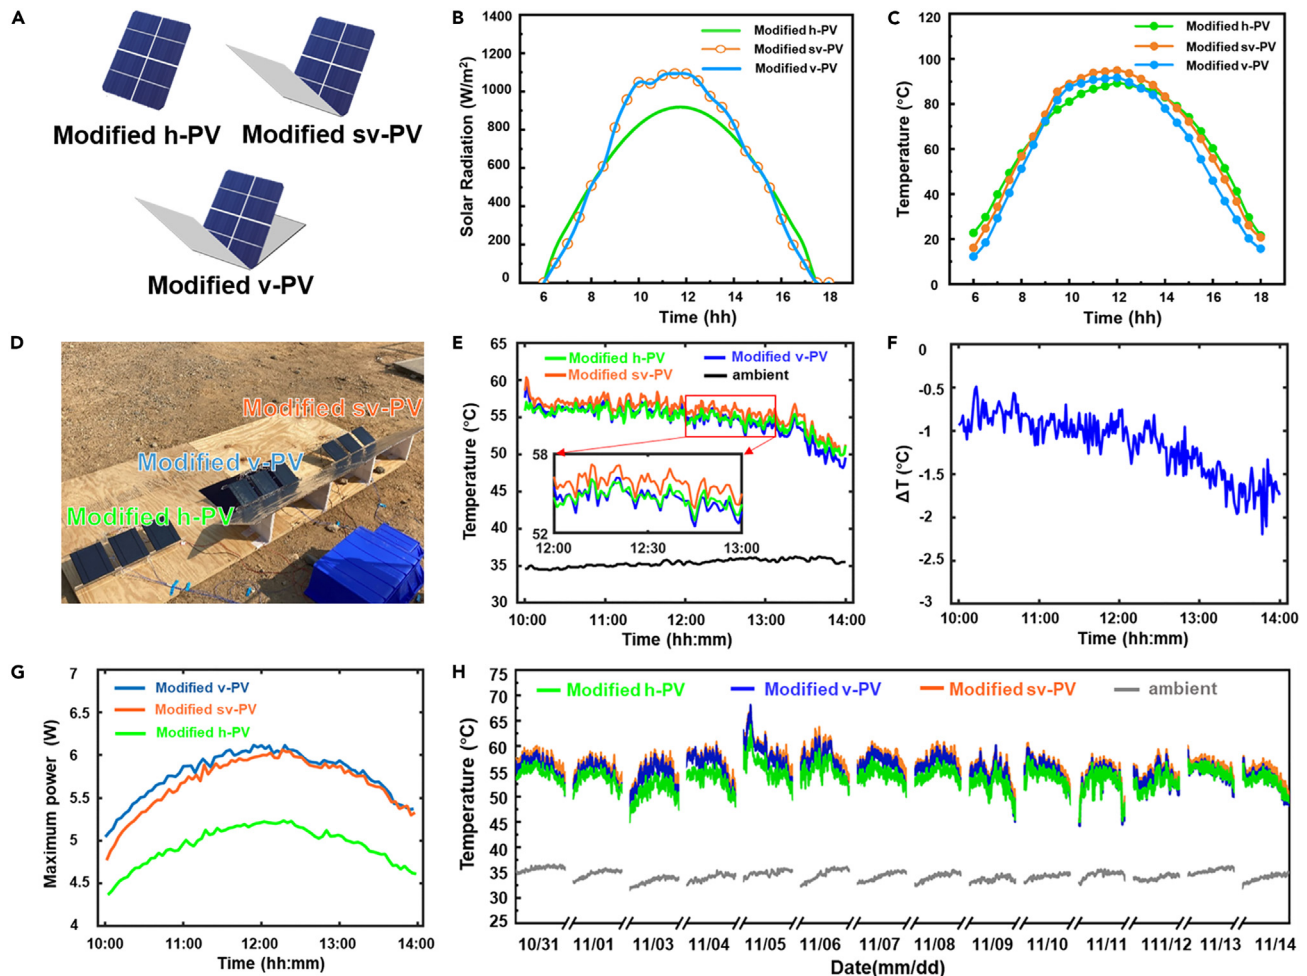 A
Modified h-PV
Modified sv-PV
Modified v-PV
B
1400
1200
1000
800
600
400
200
0
Solar Radiation (W/m²)
Modified h-PV
Modified sv-PV
Modified v-PV
6
8
10
12
14
16
18
Time (hh)
C
120
100
80
60
40
20
0
Temperature (°C)
Modified h-PV
Modified sv-PV
Modified v-PV
6
8
10
12
14
16
18
Time (hh)
D
Modified sv-PV
Modified v-PV
Modified h-PV
E
65
60
55
50
45
40
35
30
Temperature (°C)
Modified h-PV
Modified v-PV
Modified sv-PV
ambient
58
52
12:00
12:30
13:00
10:00
11:00
12:00
13:00
14:00
Time (hh:mm)
F
0
-0.5
-1
-1.5
-2
-2.5
-3
ΔT (°C)
10:00
11:00
12:00
13:00
14:00
Time (hh:mm)
G
7
6.5
6
5.5
5
4.5
4
Maximum power (W)
Modified v-PV
Modified sv-PV
Modified h-PV
10:00
11:00
12:00
13:00
14:00
Time (hh:mm)
H
75
70
65
60
55
50
45
40
35
30
25
Temperature (°C)
Modified h-PV
Modified v-PV
Modified sv-PV
ambient
10/31
11/01
11/03
11/04
11/05
11/06
11/07
11/08
11/09
11/10
11/11
111/12
11/13
11/14
Date(mm/dd)